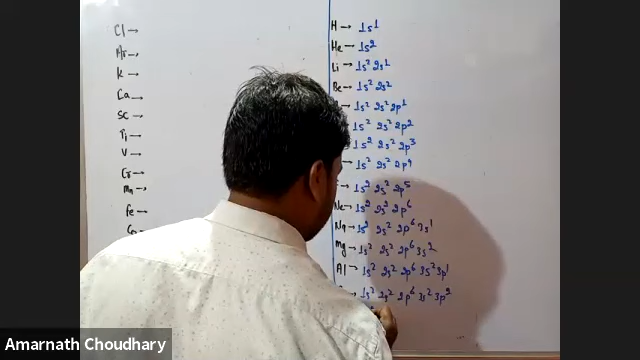 Cl →
Ar →
K →
Ca →
Sc →
Ti →
V →
Cr →
Mn →
Fe →
Co →
H → 1s¹
He → 1s²
Li → 1s² 2s¹
Be → 1s² 2s²
→ 1s² 2s² 2p¹
→ 1s² 2s² 2p²
1s² 2s² 2p³
→ 1s² 2s² 2p⁴
→ 1s² 2s² 2p⁵
Ne → 1s² 2s² 2p⁶
Na → 1s² 2s² 2p⁶ 3s¹
Mg → 1s² 2s² 2p⁶ 3s²
Al → 1s² 2s² 2p⁶ 3s² 3p¹
→ 1s² 2s² 2p⁶ 3s² 3p²
Amarnath Choudhary